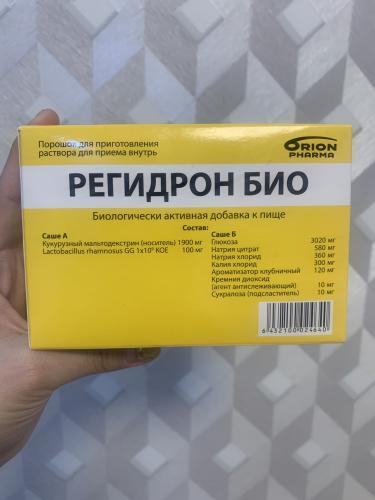 Порошок для приготовления
раствора для приема внутрь
ORION
PHARMA
РЕГИДРОН БИО
Биологически активная добавка к пище
Состав:
Саше А
Кукурузный мальтодекстрин (носитель) 1900 мг
Lactobacillus rhamnosus GG 1x10⁹ КОЕ 100 мг
Саше Б
Глюкоза 3020 мг
Натрия цитрат 580 мг
Натрия хлорид 360 мг
Калия хлорид 300 мг
Ароматизатор клубничный 120 мг
Кремния диоксид
(агент антислеживающий) 10 мг
Сукралоза (подсластитель) 10 мг
6 432100 024640